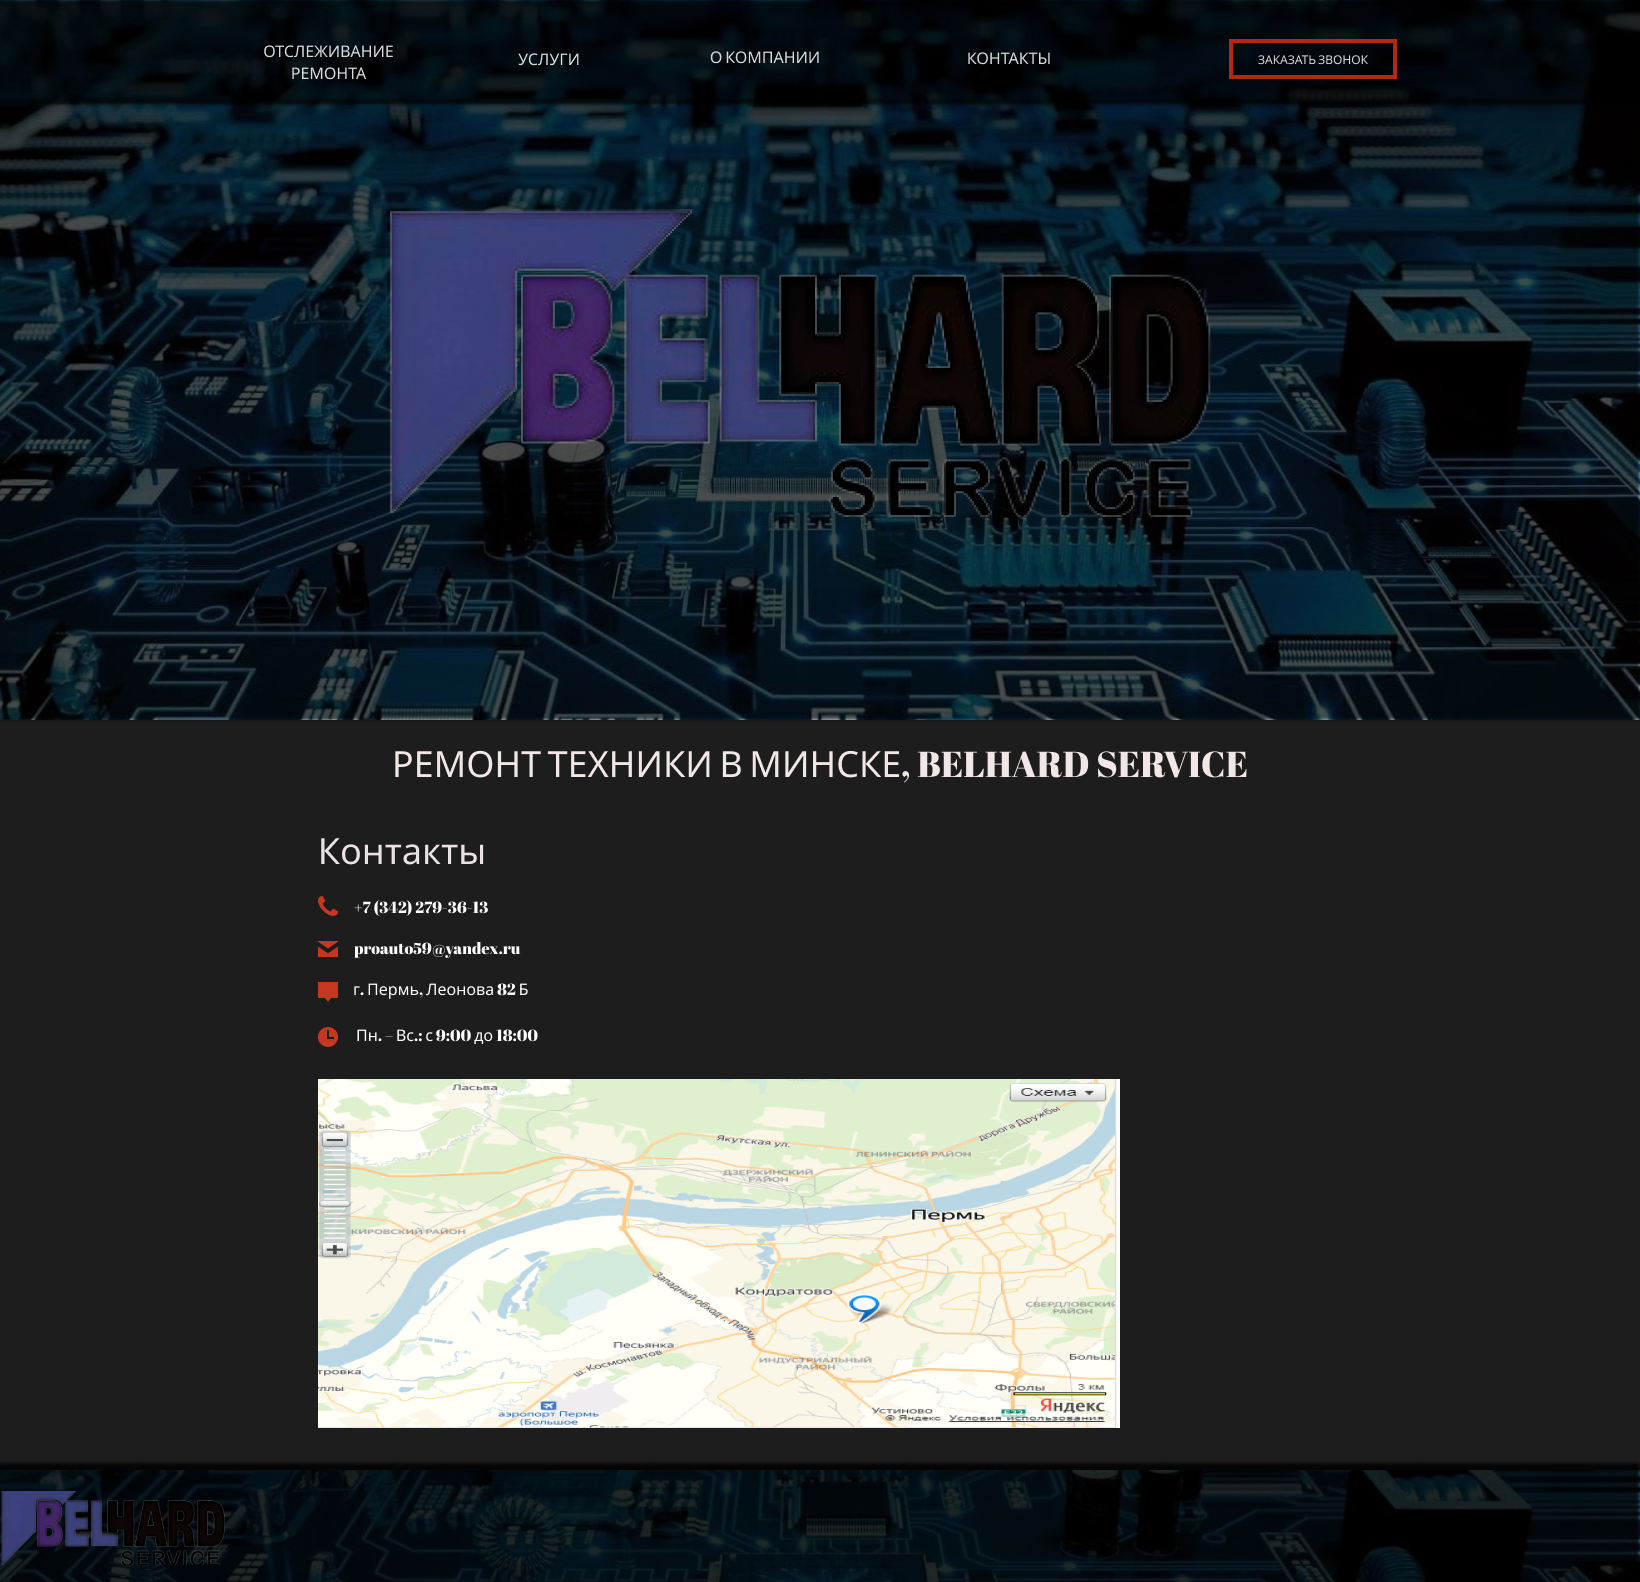 ОТСЛЕЖИВАНИЕ
РЕМОНТА
УСЛУГИ
О КОМПАНИИ
КОНТАКТЫ
ЗАКАЗАТЬ ЗВОНОК
BELHARD
SERVICE
РЕМОНТ ТЕХНИКИ В МИНСКЕ, BELHARD SERVICE
Контакты
+7 (342) 279-36-13
proauto59@yandex.ru
г. Пермь, Леонова 82 Б
Пн. – Вс.: с 9:00 до 18:00
Ласьва
Схема
дорога Дружбы
ысы
Якутская ул.
ЛЕНИНСКИЙ РАЙОН
ДЗЕРЖИНСКИЙ
РАЙОН
Пермь
КИРОВСКИЙ РАЙОН
Западный обход г. Перми
Кондратово
СВЕРДЛОВСКИЙ
РАЙОН
Песьянка
ш. Космонавтов
ИНДУСТРИАЛЬНЫЙ
РАЙОН
Больша
тровка
уллы
Фролы
3 км
Яндекс
аэропорт Пермь
(Большое
Устиново
© Яндекс Условия использования
BELHARD
SERVICE